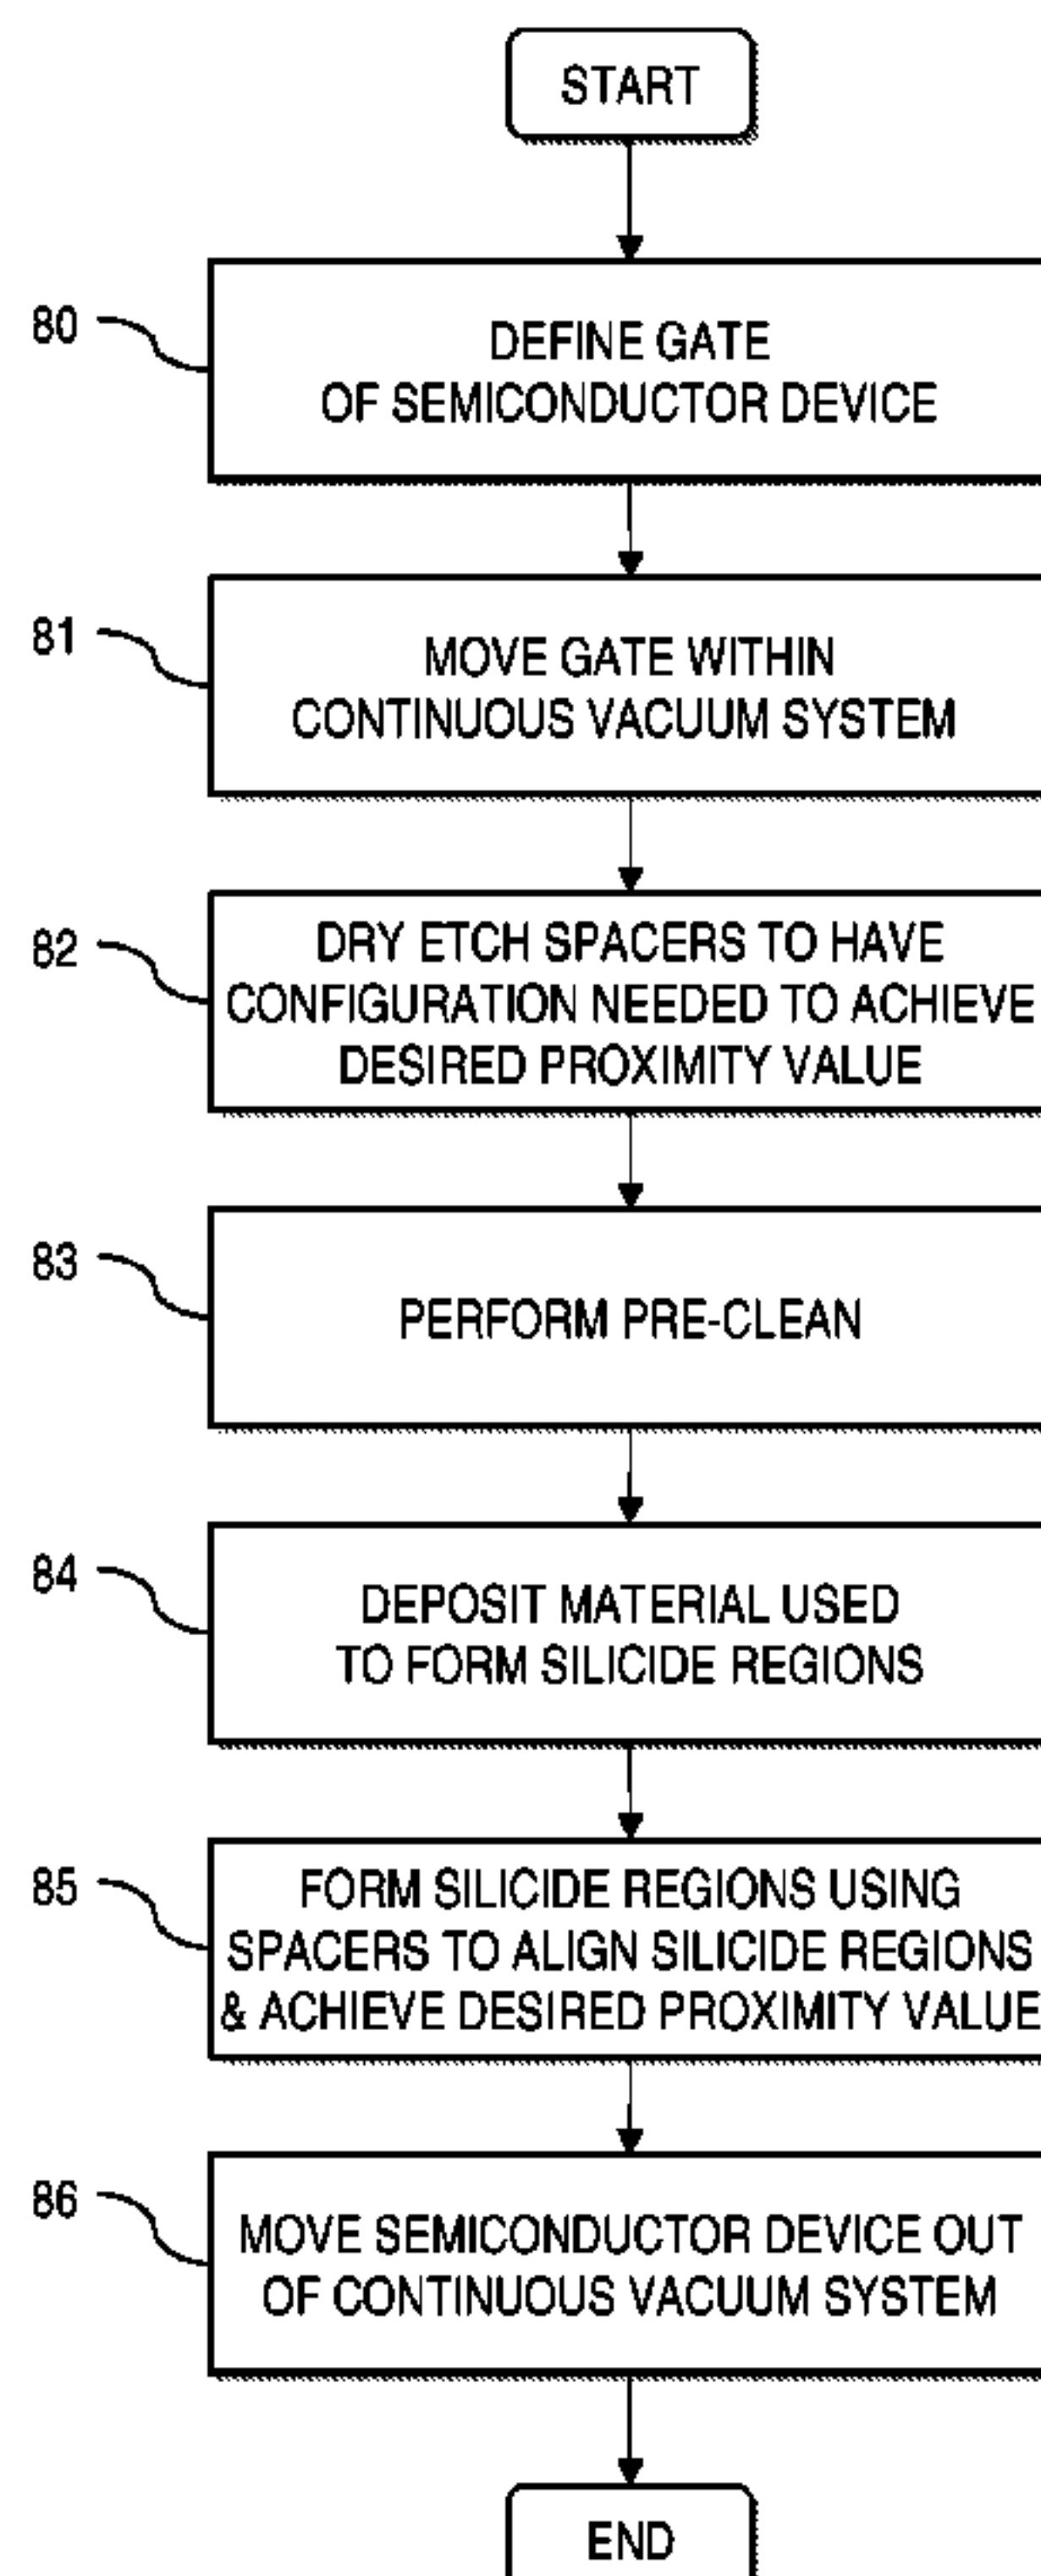 START
80
DEFINE GATE
OF SEMICONDUCTOR DEVICE
81
MOVE GATE WITHIN
CONTINUOUS VACUUM SYSTEM
82
DRY ETCH SPACERS TO HAVE
CONFIGURATION NEEDED TO ACHIEVE
DESIRED PROXIMITY VALUE
83
PERFORM PRE-CLEAN
84
DEPOSIT MATERIAL USED
TO FORM SILICIDE REGIONS
85
FORM SILICIDE REGIONS USING
SPACERS TO ALIGN SILICIDE REGIONS
& ACHIEVE DESIRED PROXIMITY VALUE
86
MOVE SEMICONDUCTOR DEVICE OUT
OF CONTINUOUS VACUUM SYSTEM
END